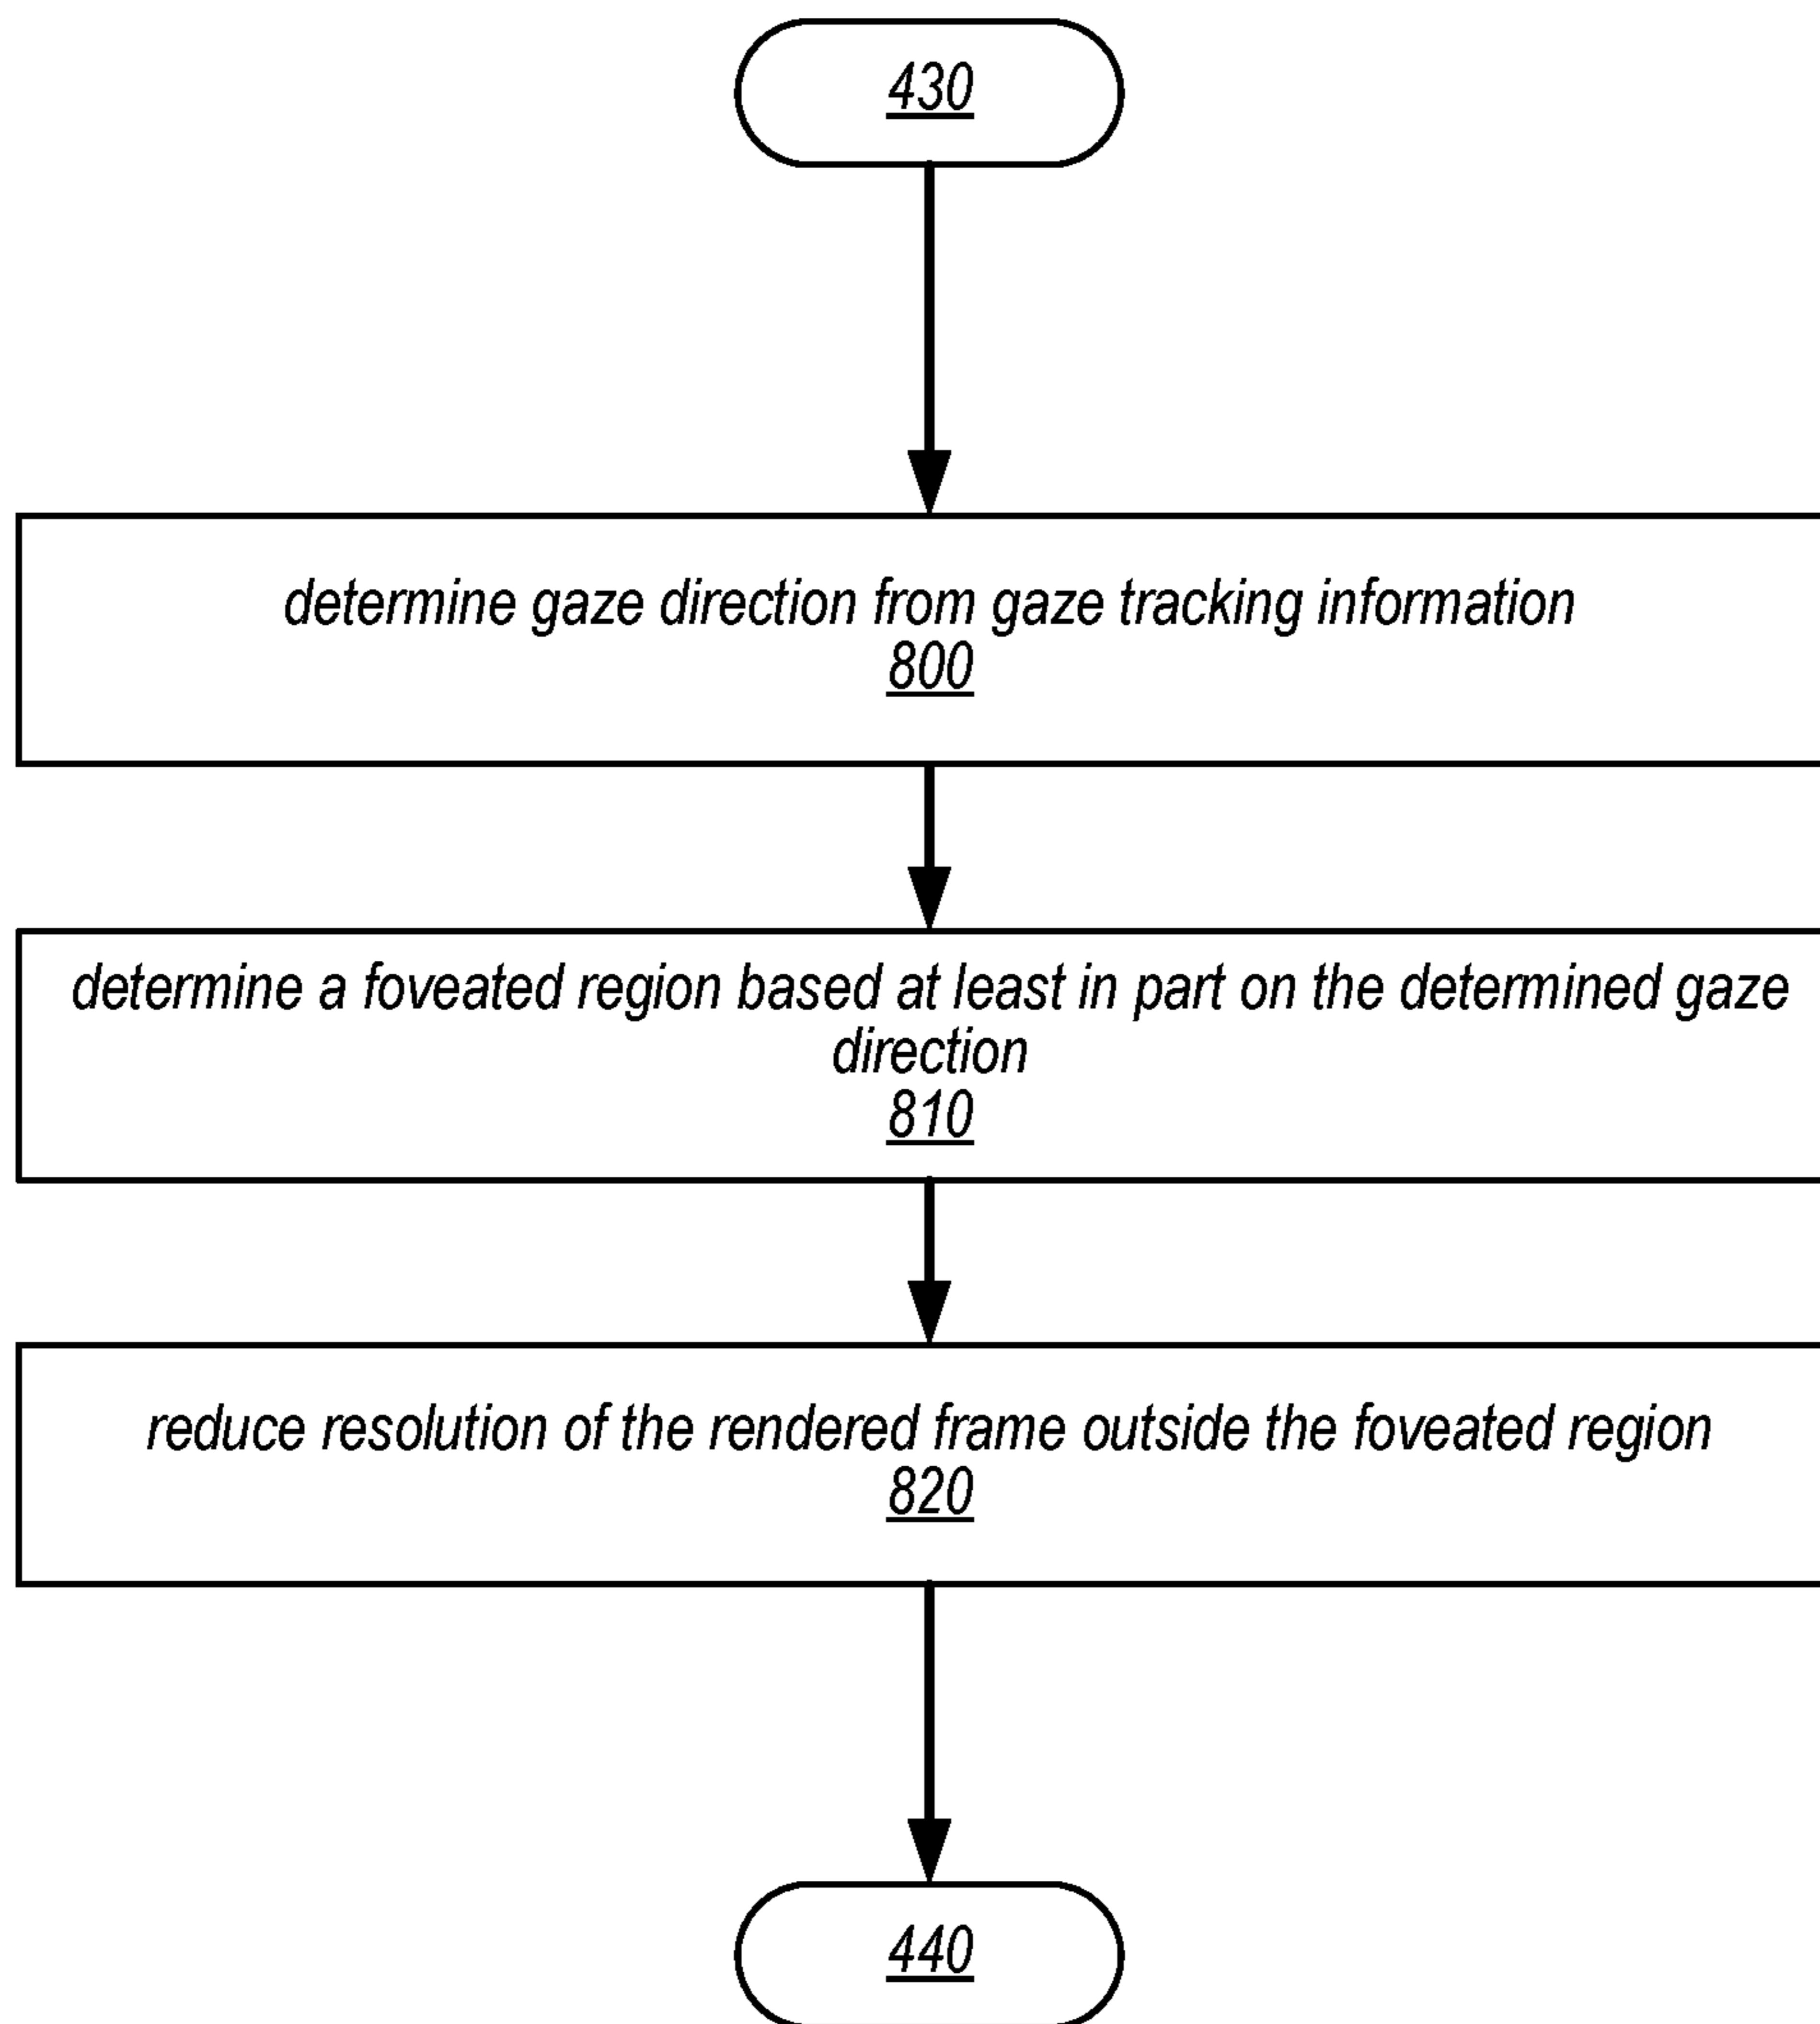 430
determine gaze direction from gaze tracking information
800
determine a foveated region based at least in part on the determined gaze
direction
810
reduce resolution of the rendered frame outside the foveated region
820
440